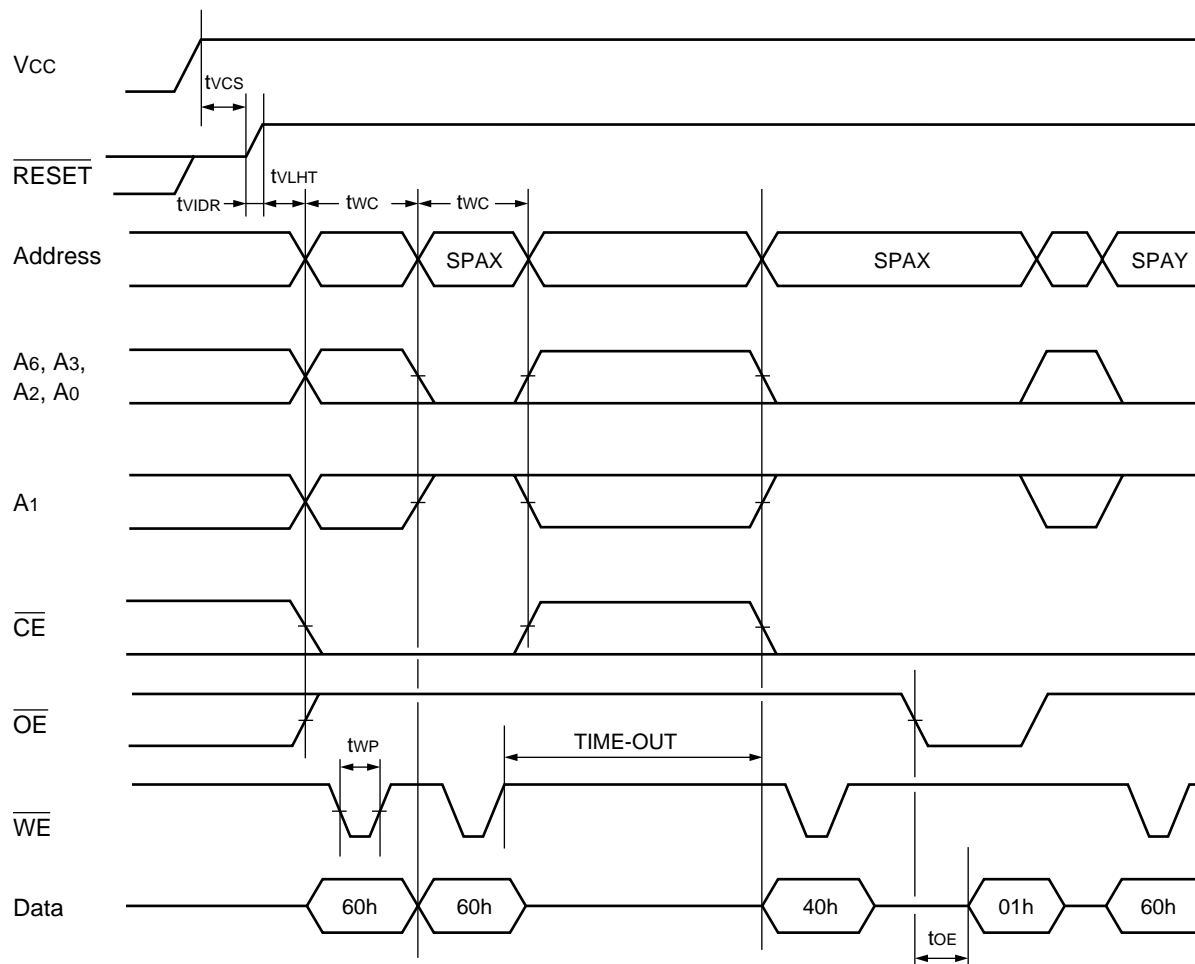 Vcc
tVCS
RESET
tVLHT
tVIDR
tWC
tWC
Address
SPAX
SPAX
SPAY
A6, A3,
A2, A0
A1
CE
OE
tWP
TIME-OUT
WE
Data
60h
60h
40h
01h
60h
tOE